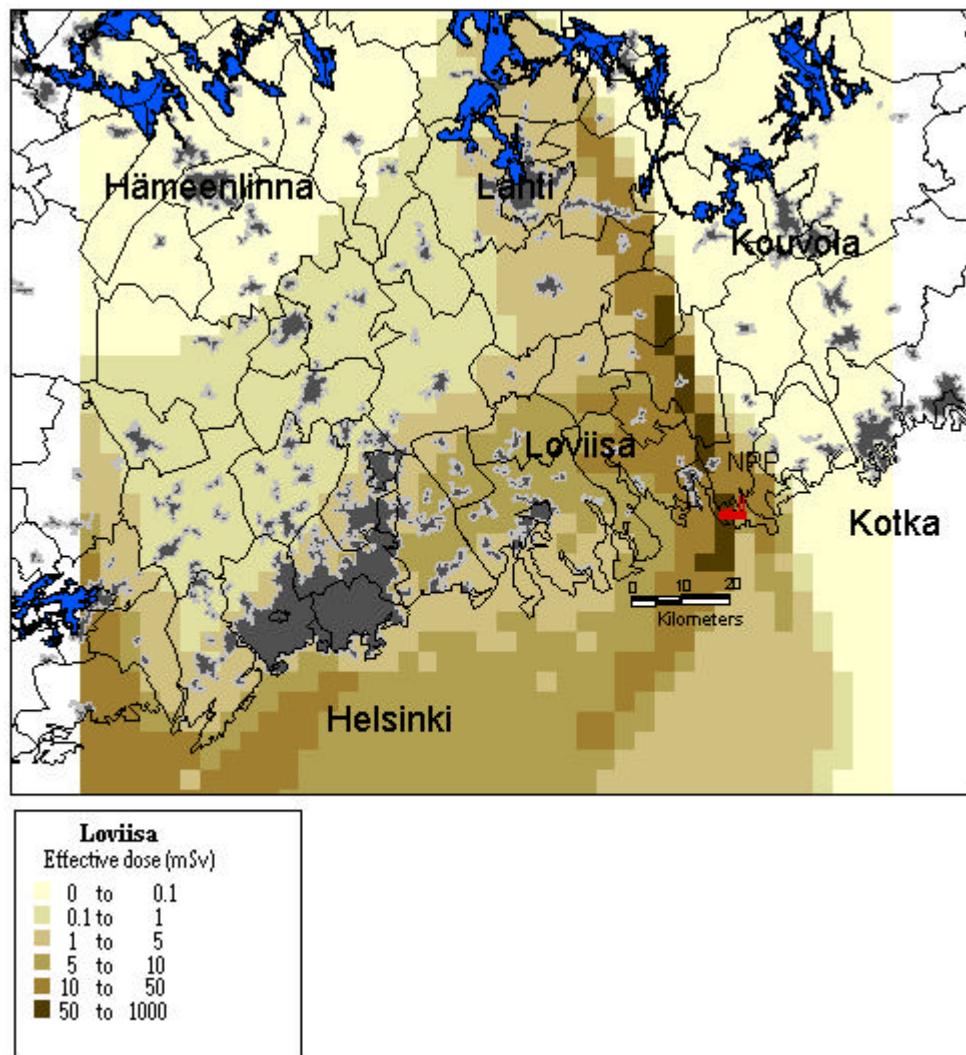 Hämeenlinna
Lahti
Kouvola
Loviisa
NPP
Kotka
0 10 20
Kilometers
Helsinki
Loviisa
Effective dose (mSv)
0 to 0.1
0.1 to 1
1 to 5
5 to 10
10 to 50
50 to 1000